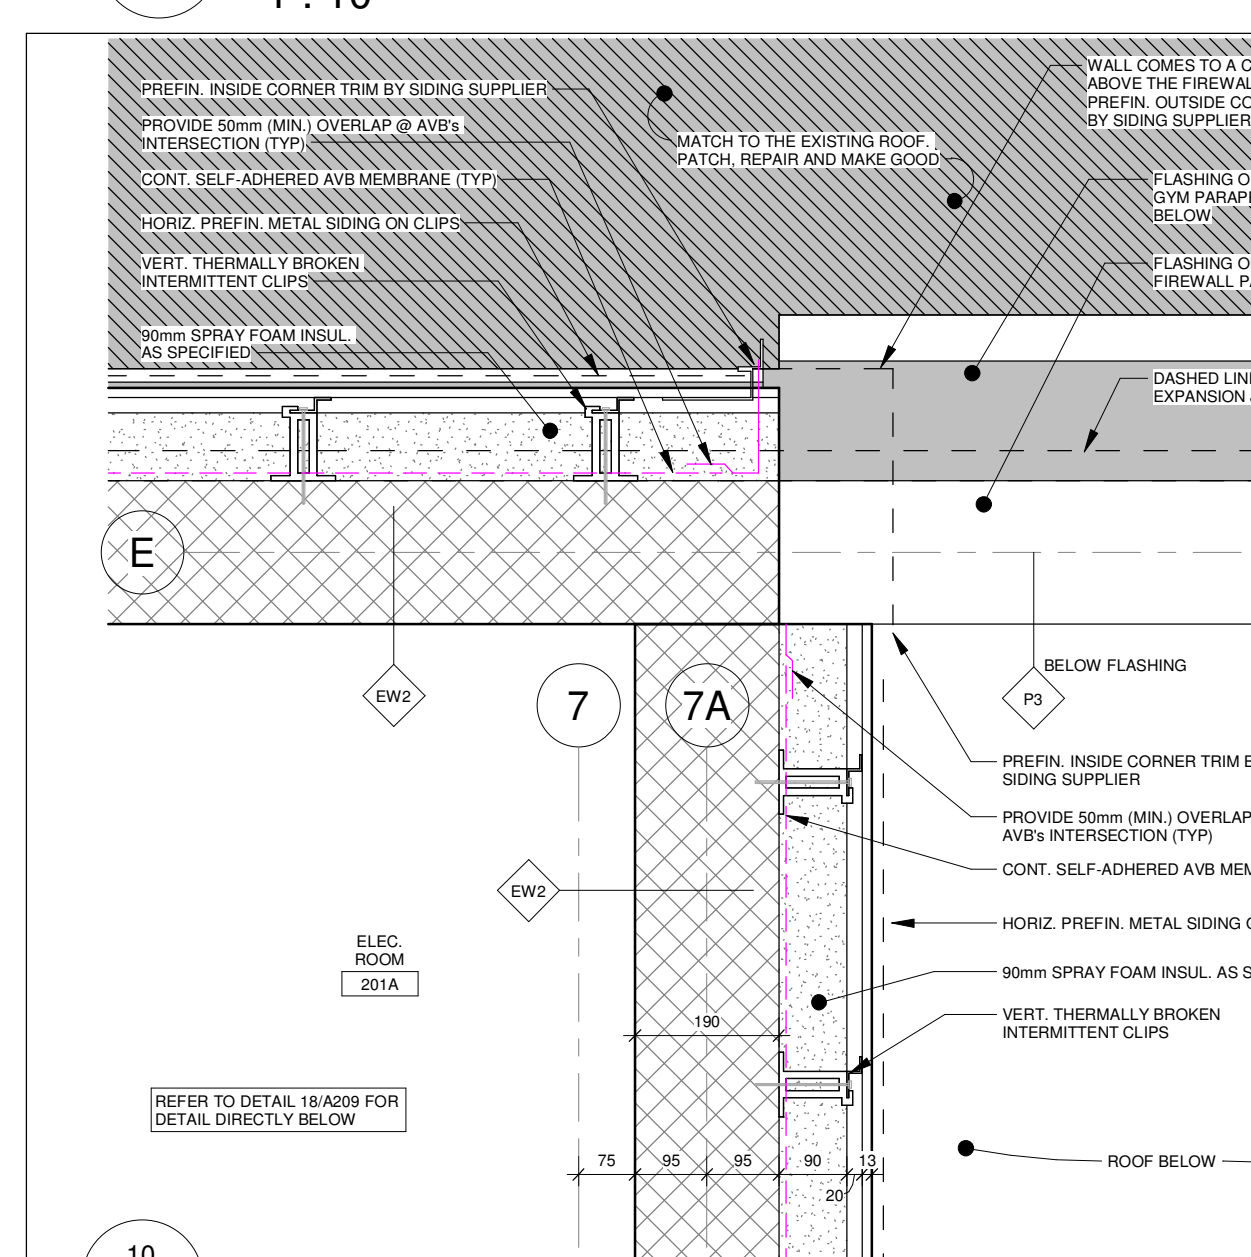 1 : 10
PREFIN. INSIDE CORNER TRIM BY SIDING SUPPLIER
PROVIDE 50mm (MIN.) OVERLAP @ AVB's
INTERSECTION (TYP)
CONT. SELF-ADHERED AVB MEMBRANE (TYP)
HORIZ. PREFIN. METAL SIDING ON CLIPS
VERT. THERMALLY BROKEN
INTERMITTENT CLIPS
90mm SPRAY FOAM INSUL.
AS SPECIFIED
MATCH TO THE EXISTING ROOF.
PATCH, REPAIR AND MAKE GOOD
WALL COMES TO A
ABOVE THE
PREFIN. OUTSIDE
BY SIDING SUPPLIER
FLASHING
GYM
BELOW
FLASHING
FIREWALL
DASHED
EXPANSION
E
EW2
7
7A
BELOW FLASHING
P3
PREFIN. INSIDE CORNER TRIM
SIDING SUPPLIER
PROVIDE 50mm (MIN.) OVERLAP
AVB's INTERSECTION (TYP)
CONT. SELF-ADHERED AVB
HORIZ. PREFIN. METAL SIDING
90mm SPRAY FOAM INSUL. AS
VERT. THERMALLY BROKEN
INTERMITTENT CLIPS
EW2
ELEC.
ROOM
201A
190
REFER TO DETAIL 18/A209 FOR
DETAIL DIRECTLY BELOW
75 95 95 90 13
20
ROOF BELOW
10